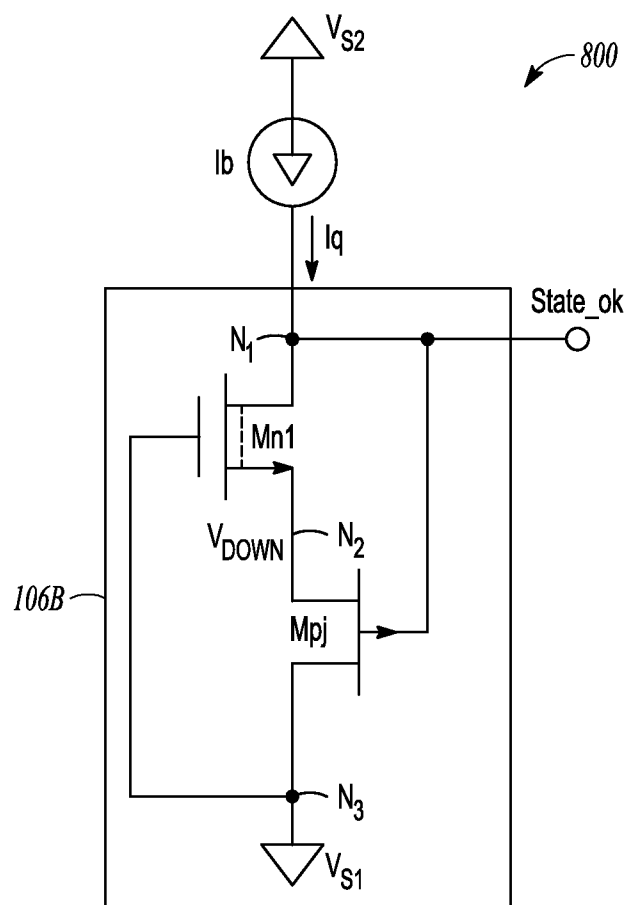 V_S2
800
Ib
Iq
State_ok
N_1
Mn1
V_DOWN
N_2
106B
Mpj
N_3
V_S1